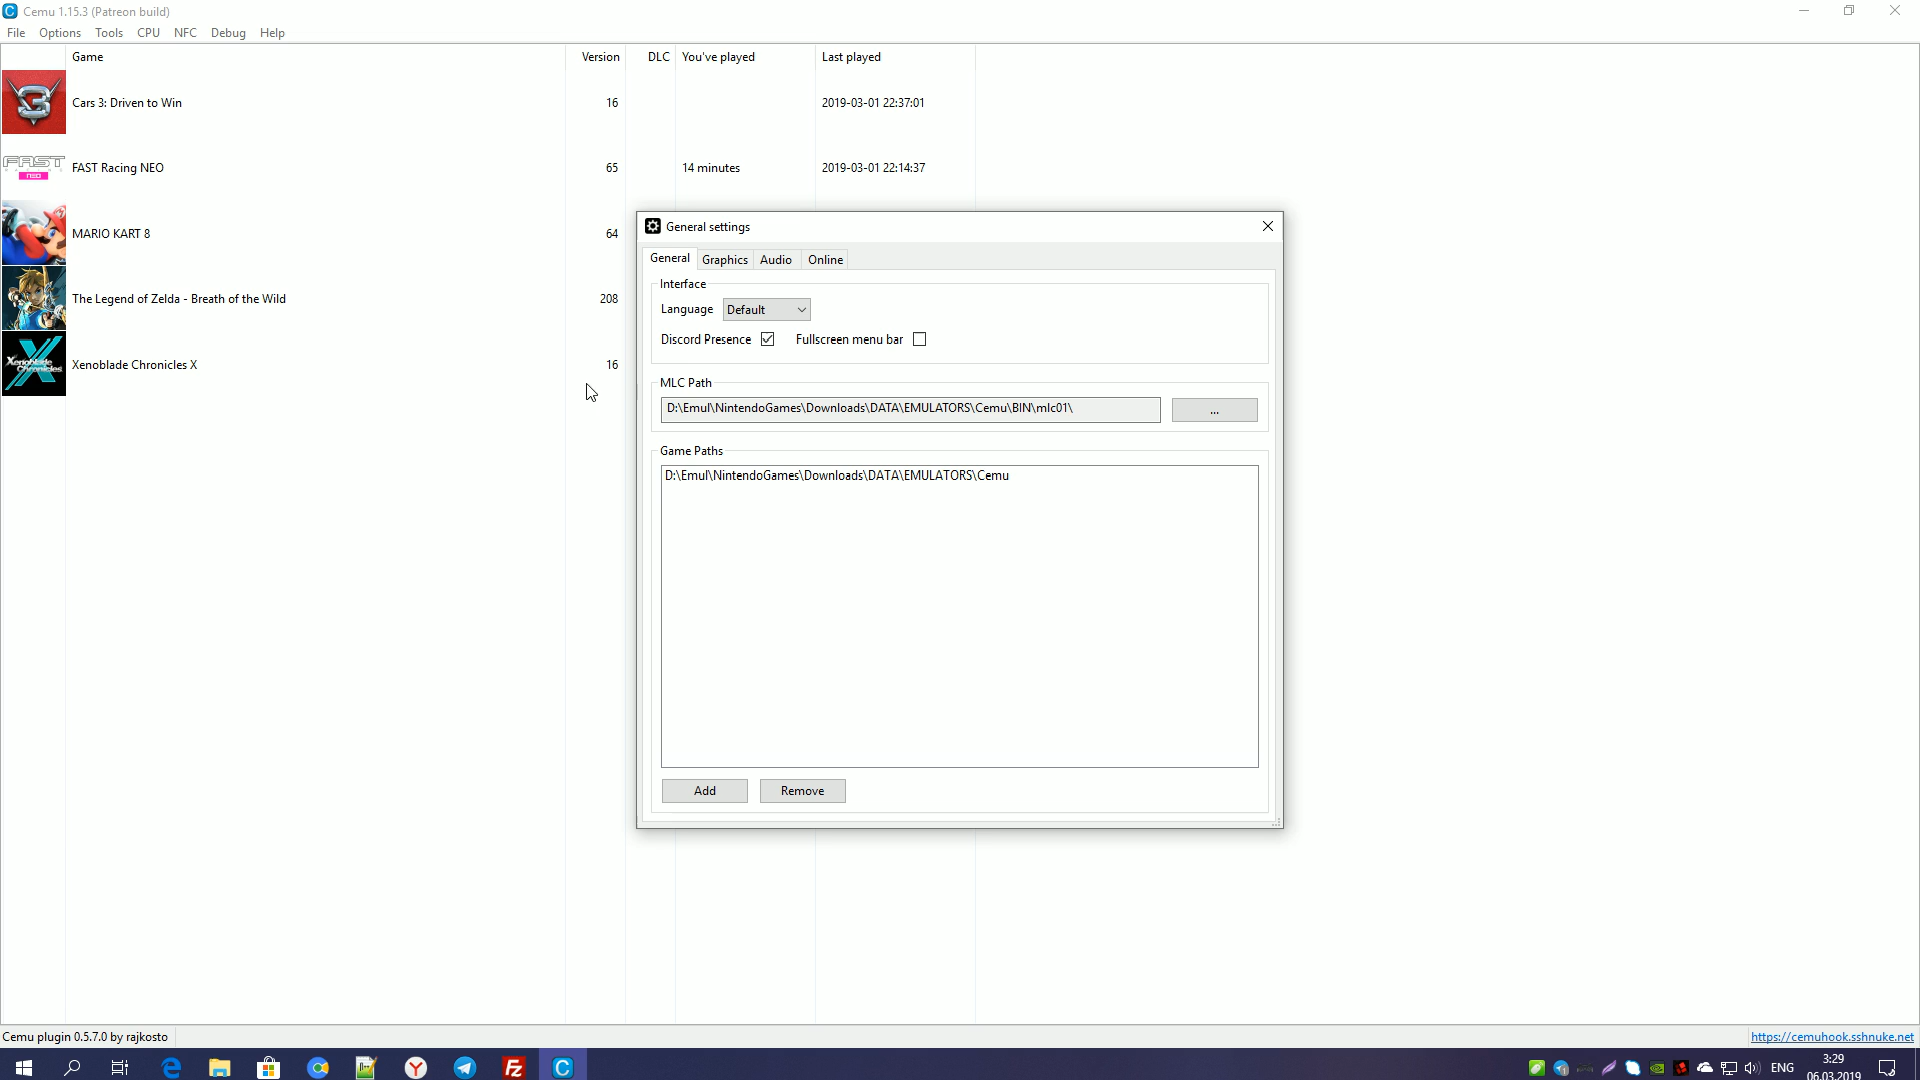 Cemu 1.15.3 (Patreon build)
File Options Tools CPU NFC Debug Help
Game Version DLC You've played Last played
Cars 3: Driven to Win 16 2019-03-01 22:37:01
FAST
NEO
FAST Racing NEO 65 14 minutes 2019-03-01 22:14:37
MARIO KART 8 64
The Legend of Zelda - Breath of the Wild 208
Xenoblade
Chronicles
Xenoblade Chronicles X 16
General settings
General Graphics Audio Online
Interface
Language Default
Discord Presence Fullscreen menu bar
MLC Path
D:\Emul\NintendoGames\Downloads\DATA\EMULATORS\Cemu\BIN\mlc01\ ...
Game Paths
D:\Emul\NintendoGames\Downloads\DATA\EMULATORS\Cemu
Add Remove
Cemu plugin 0.5.7.0 by rajkosto https://cemuhook.sshnuke.net
ENG 3:29
06.03.2019